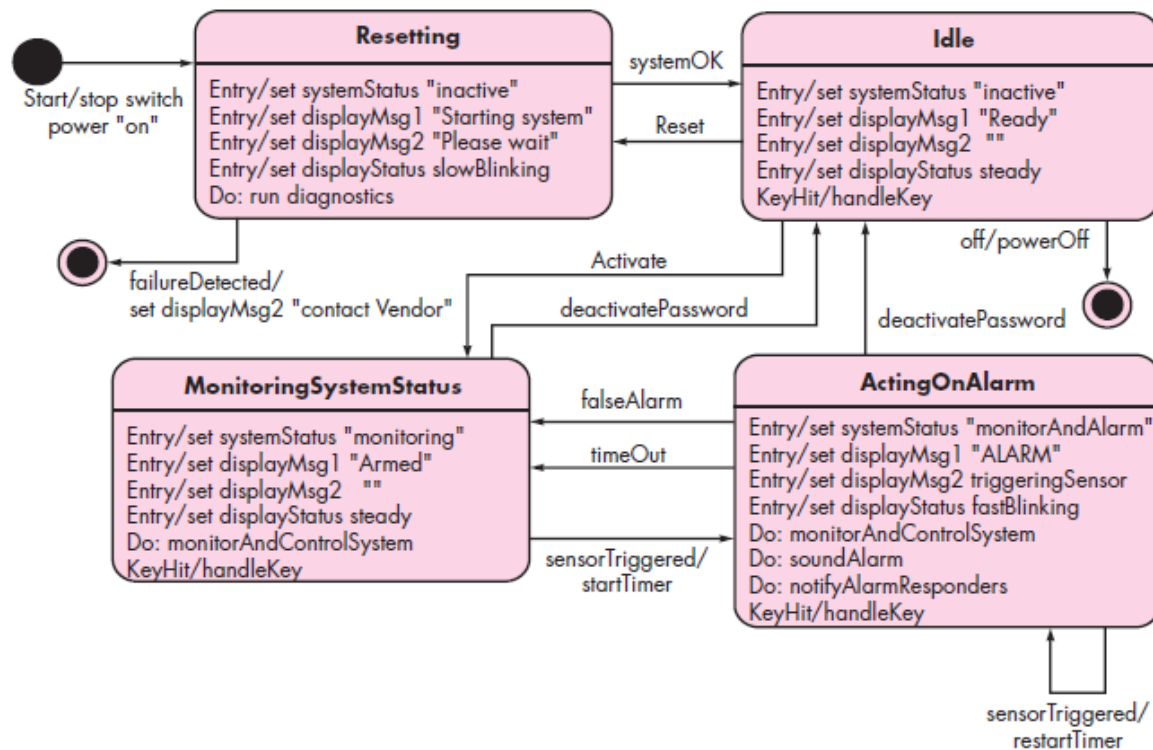 Resetting
Entry/set systemStatus "inactive"
Entry/set displayMsg1 "Starting system"
Entry/set displayMsg2 "Please wait"
Entry/set displayStatus slowBlinking
Do: run diagnostics
Start/stop switch
power "on"
systemOK
Reset
Idle
Entry/set systemStatus "inactive"
Entry/set displayMsg1 "Ready"
Entry/set displayMsg2 ""
Entry/set displayStatus steady
KeyHit/handleKey
failureDetected/
set displayMsg2 "contact Vendor"
Activate
deactivatePassword
off/powerOff
deactivatePassword
MonitoringSystemStatus
Entry/set systemStatus "monitoring"
Entry/set displayMsg1 "Armed"
Entry/set displayMsg2 ""
Entry/set displayStatus steady
Do: monitorAndControlSystem
KeyHit/handleKey
falseAlarm
timeOut
sensorTriggered/
startTimer
ActingOnAlarm
Entry/set systemStatus "monitorAndAlarm"
Entry/set displayMsg1 "ALARM"
Entry/set displayMsg2 triggeringSensor
Entry/set displayStatus fastBlinking
Do: monitorAndControlSystem
Do: soundAlarm
Do: notifyAlarmResponders
KeyHit/handleKey
sensorTriggered/
restartTimer